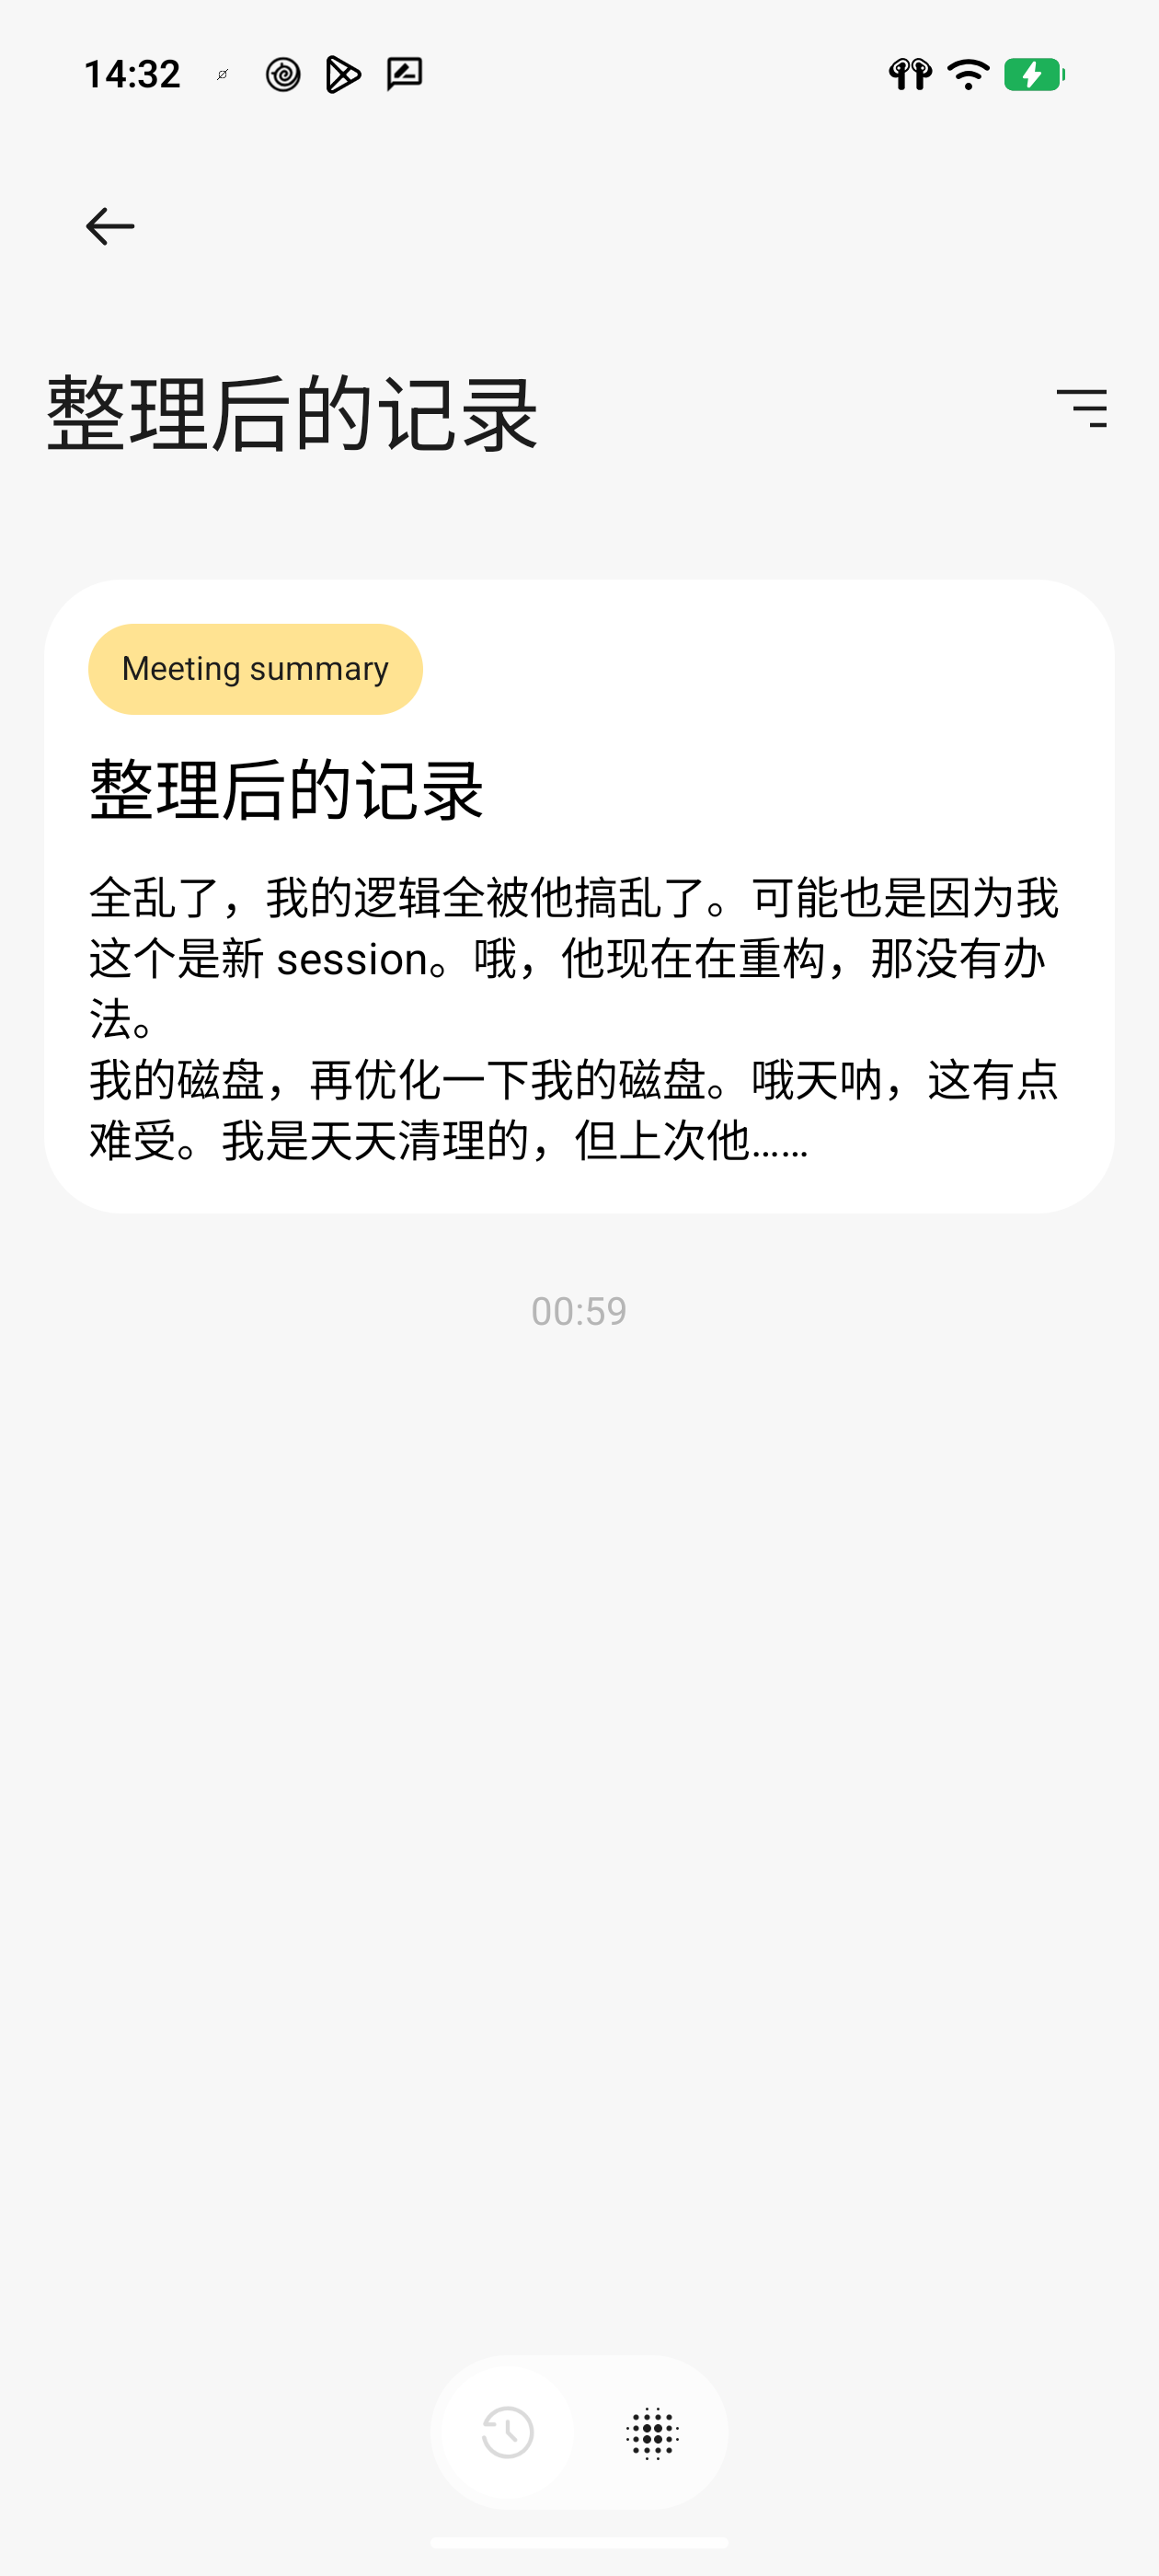 14:32
整理后的记录
Meeting summary
整理后的记录
全乱了，我的逻辑全被他搞乱了。可能也是因为我
这个是新 session。哦，他现在在重构，那没有办
法。
我的磁盘，再优化一下我的磁盘。哦天呐，这有点
难受。我是天天清理的，但上次他……
00:59